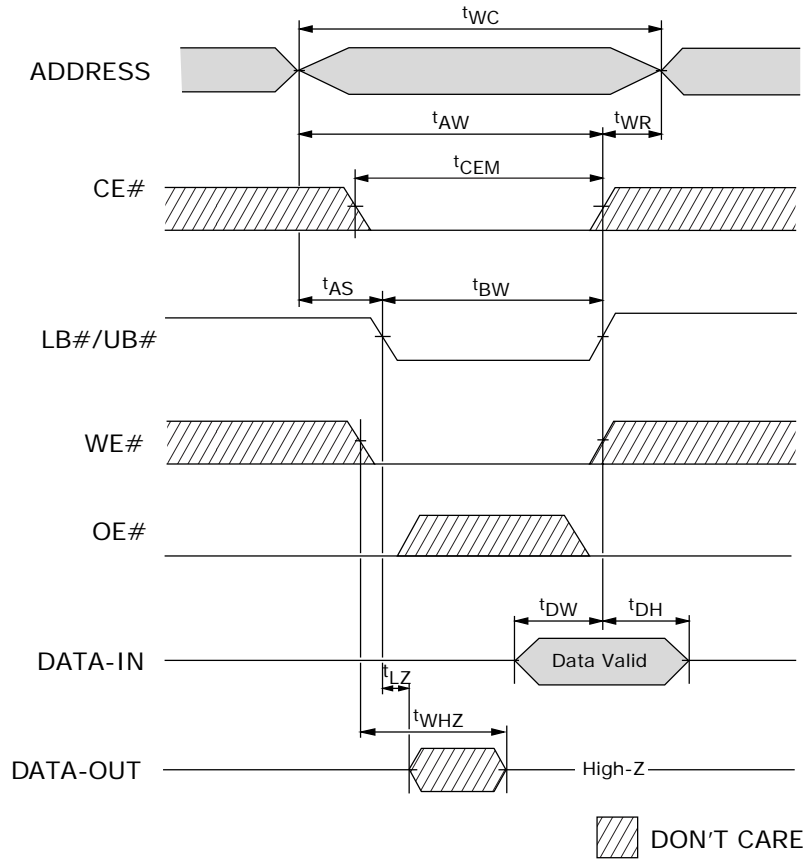 tWC
ADDRESS
tAW
tWR
CE#
tCEM
tAS
tBW
LB#/UB#
WE#
OE#
tDW
tDH
DATA-IN
Data Valid
tLZ
tWHZ
DATA-OUT
High-Z
DON'T CARE